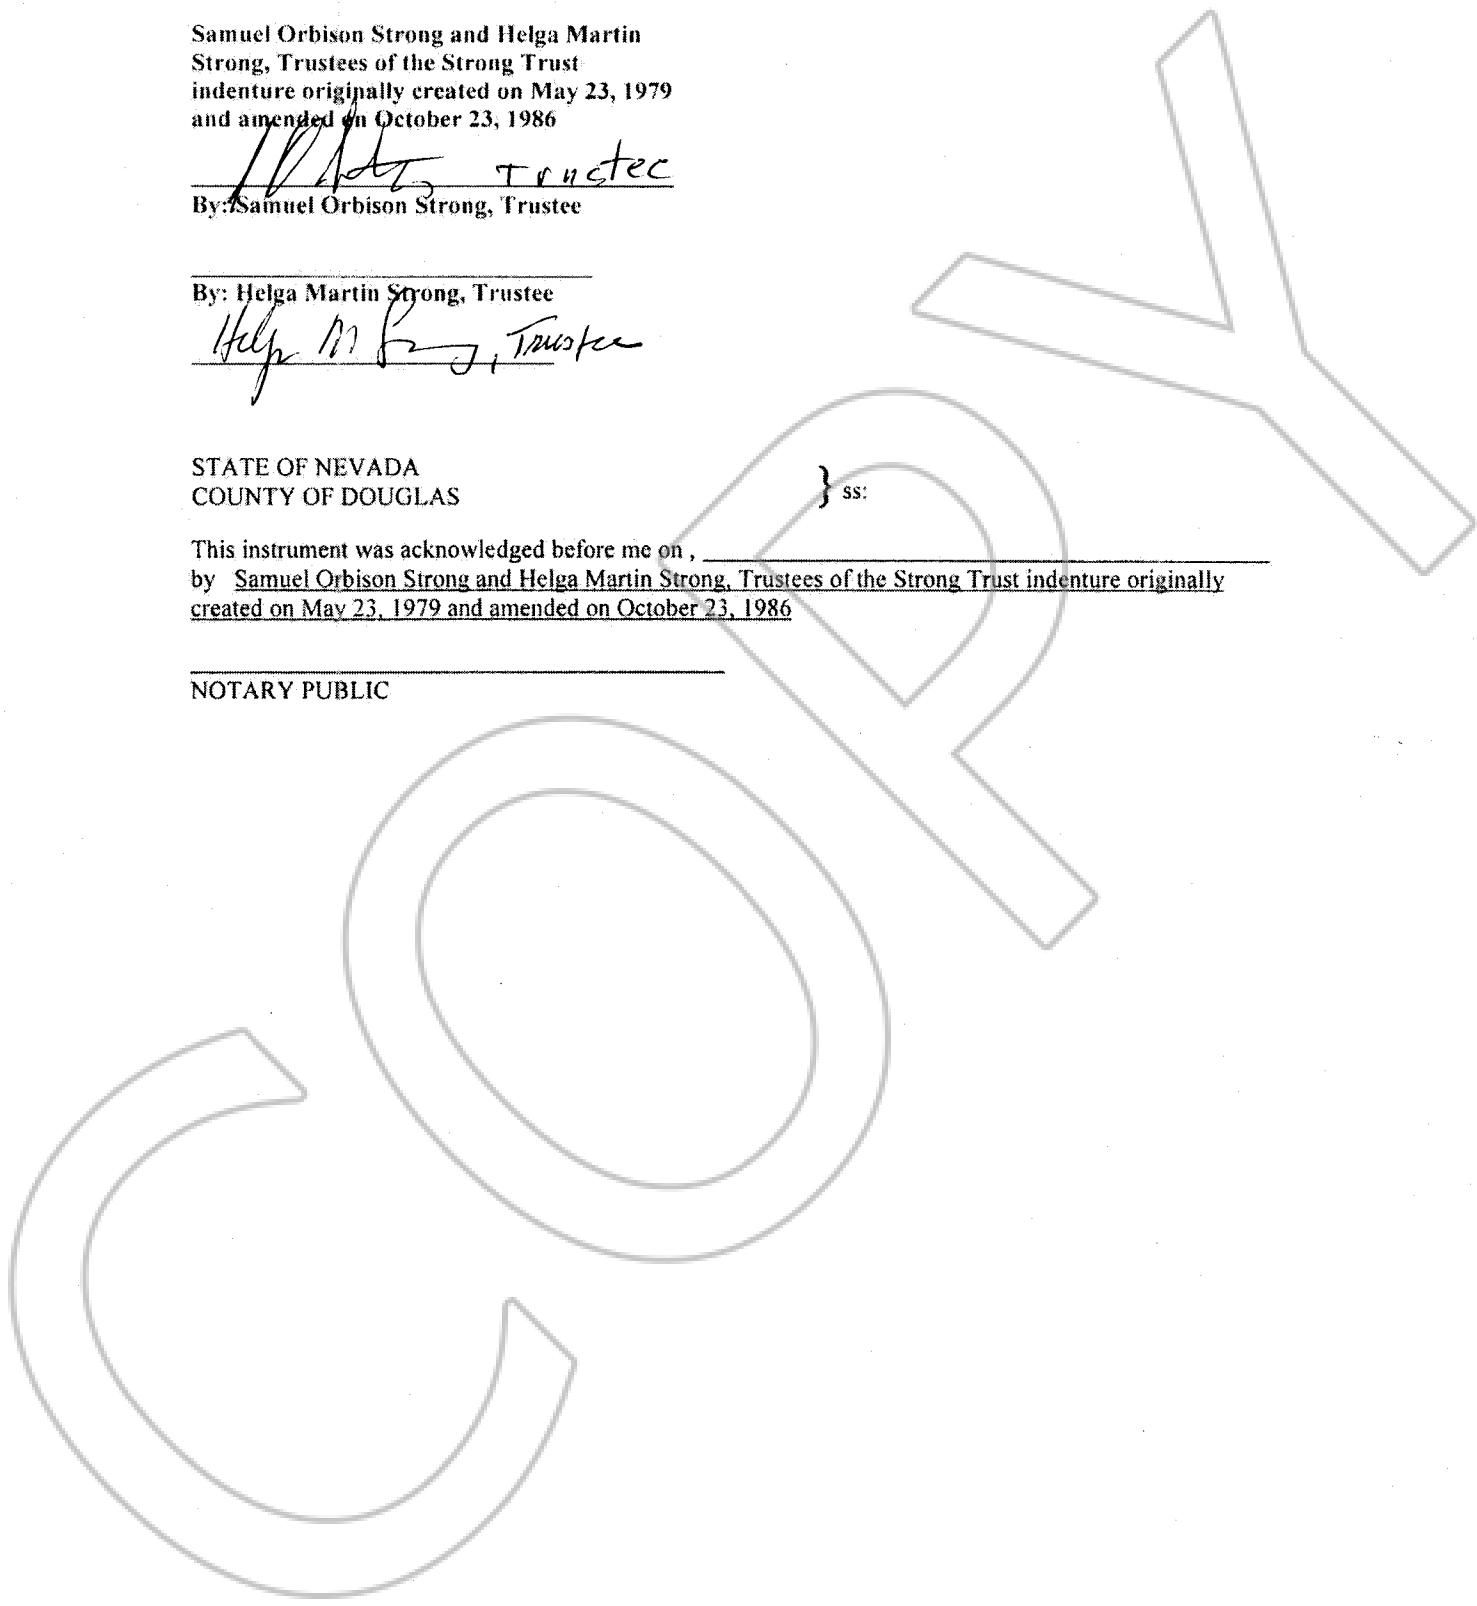 Samuel Orbison Strong and Helga Martin
Strong, Trustees of the Strong Trust
indenture originally created on May 23, 1979
and amended on October 23, 1986
Trustee
By: Samuel Orbison Strong, Trustee
By: Helga Martin Strong, Trustee
Helga M Strong, Trustee
STATE OF NEVADA
COUNTY OF DOUGLAS
} ss:
This instrument was acknowledged before me on ,
by Samuel Orbison Strong and Helga Martin Strong, Trustees of the Strong Trust indenture originally
created on May 23, 1979 and amended on October 23, 1986
NOTARY PUBLIC
COPY